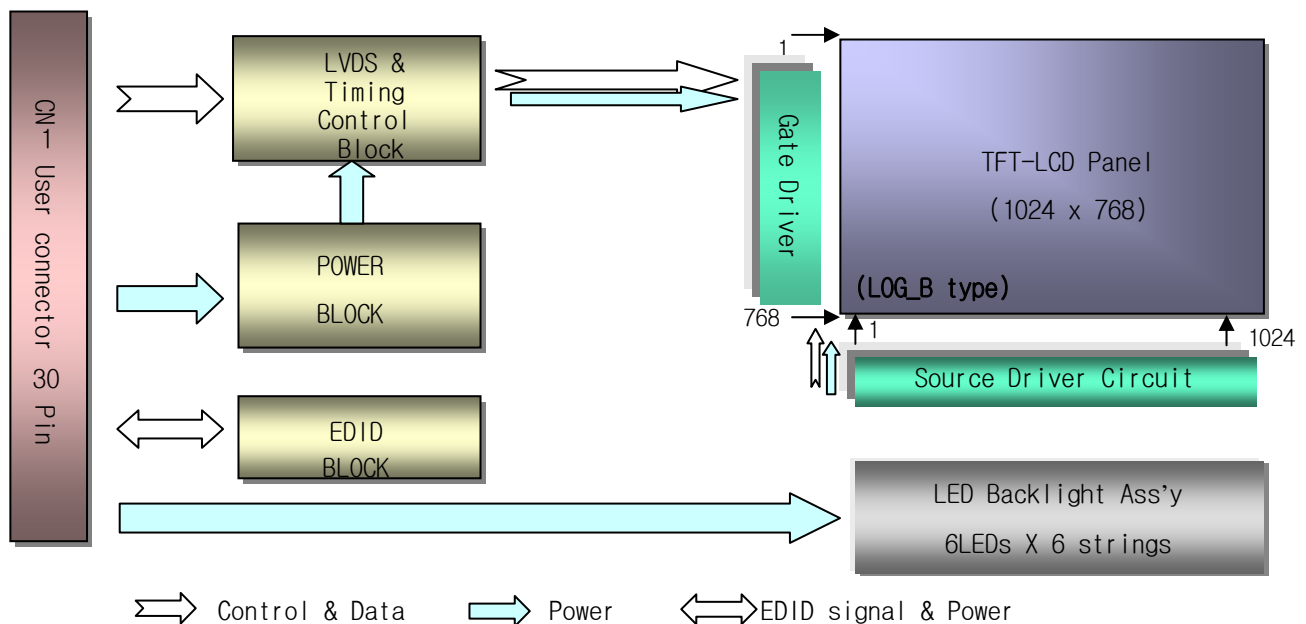 CN- User connector 30 Pin
LVDS &
Timing
Control
Block
POWER
BLOCK
EDID
BLOCK
1
Gate Driver
768
TFT-LCD Panel
(1024 x 768)
(LOG_B type)
1
1024
Source Driver Circuit
LED Backlight Ass’y
6LEDs X 6 strings
Control & Data
Power
EDID signal & Power